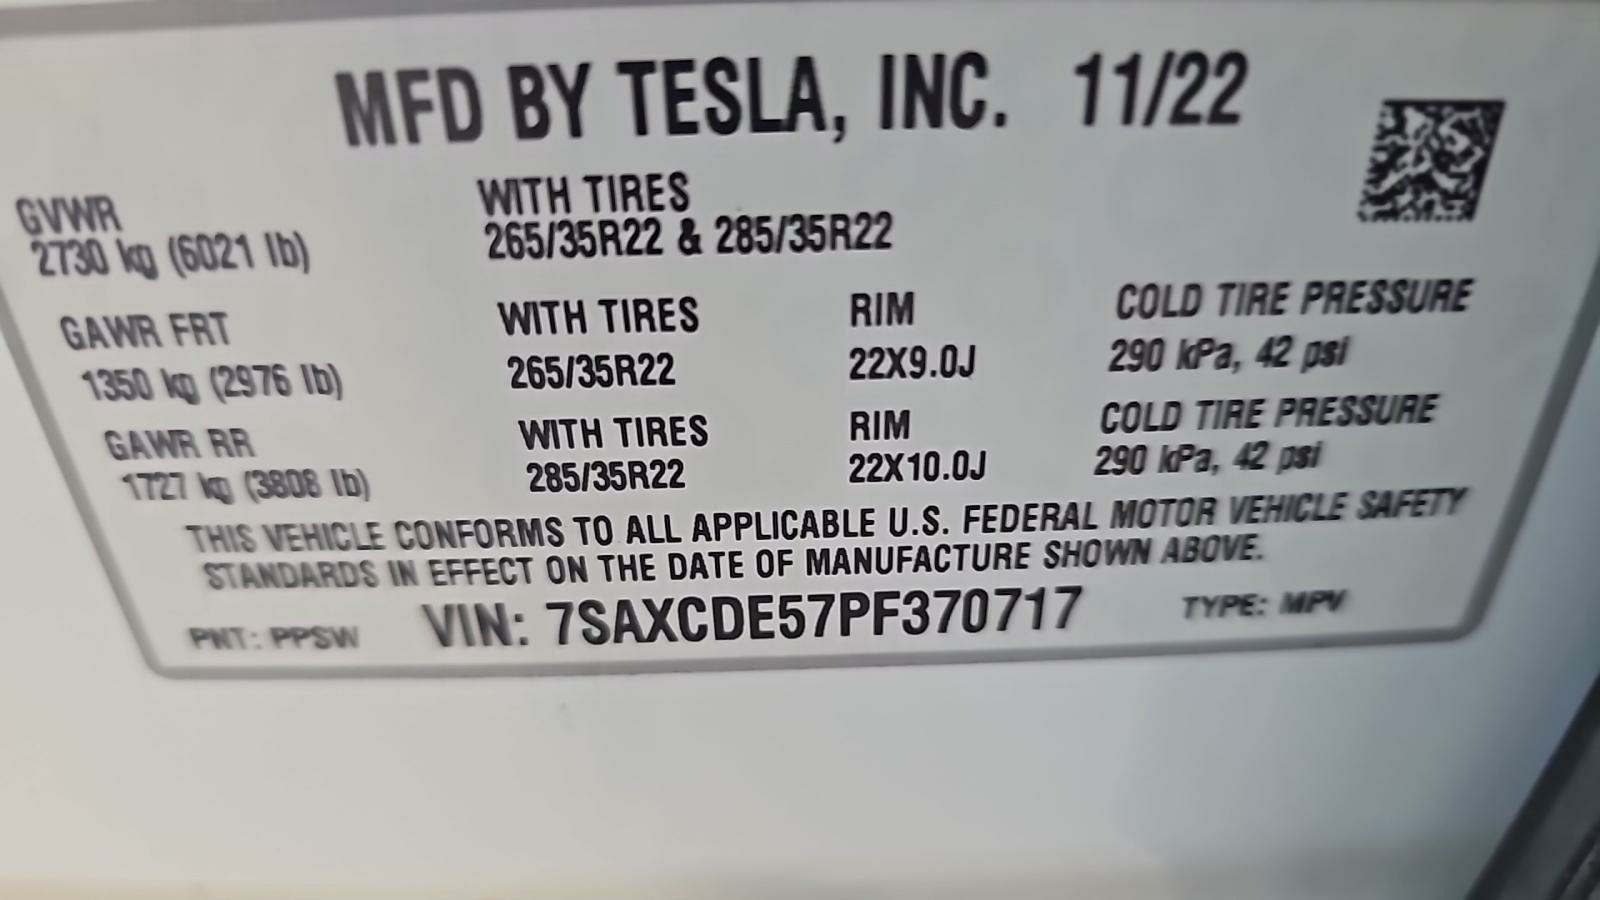 MFD BY TESLA, INC. 11/22
GVWR
2730 kg (6021 lb)
WITH TIRES
265/35R22 & 285/35R22
GAWR FRT
1350 kg (2976 lb)
WITH TIRES
265/35R22
RIM
22X9.0J
COLD TIRE PRESSURE
290 kPa, 42 psi
GAWR RR
1727 kg (3808 lb)
WITH TIRES
285/35R22
RIM
22X10.0J
COLD TIRE PRESSURE
290 kPa, 42 psi
THIS VEHICLE CONFORMS TO ALL APPLICABLE U.S. FEDERAL MOTOR VEHICLE SAFETY
STANDARDS IN EFFECT ON THE DATE OF MANUFACTURE SHOWN ABOVE.
PNT: PPSW VIN: 7SAXCDE57PF370717 TYPE: MPV